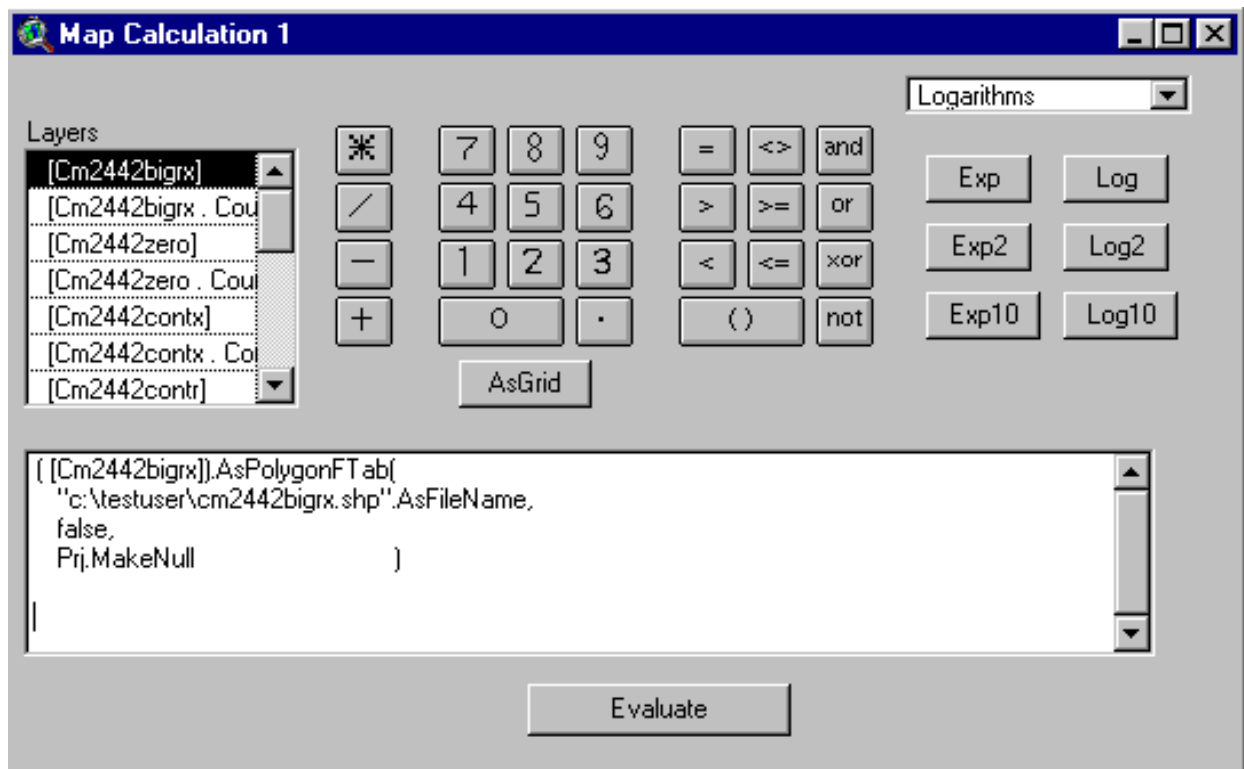 Map Calculation 1
Logarithms
Layers
[Cm2442bigrx]
[Cm2442bigrx . Cou
[Cm2442zero]
[Cm2442zero . Cou
[Cm2442contx]
[Cm2442contx . Co
[Cm2442contr]
* 7 8 9 = <> and
/ 4 5 6 > >= or
- 1 2 3 < <= xor
+ 0 . ( ) not
AsGrid
Exp Log
Exp2 Log2
Exp10 Log10
( [Cm2442bigrx]).AsPolygonFTab(
"c:\testuser\cm2442bigrx.shp".AsFileName,
false,
Prj.MakeNull )
Evaluate